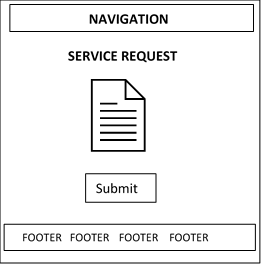 NAVIGATION
SERVICE REQUEST
Submit
FOOTER FOOTER FOOTER FOOTER